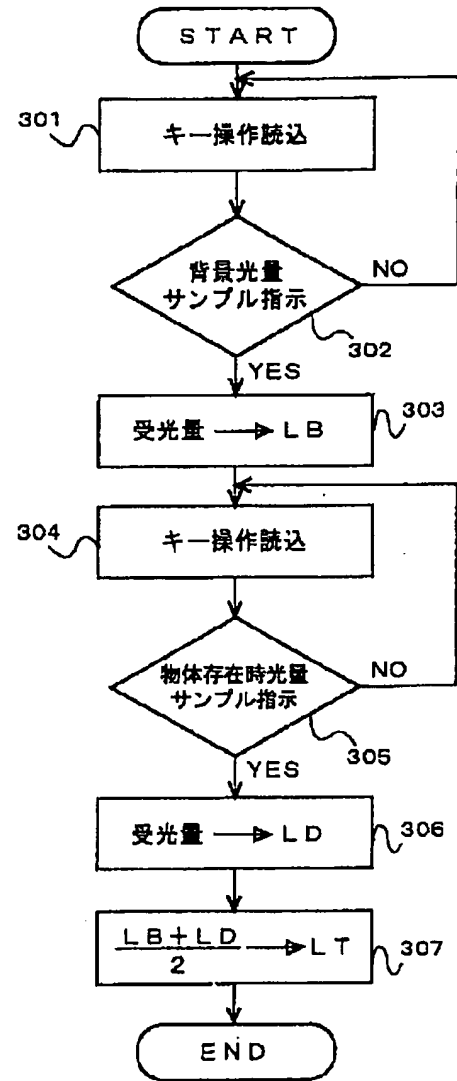 START
301
キー操作読込
背景光量
サンプル指示
NO
302
YES
303
受光量 → LB
304
キー操作読込
物体存在時光量
サンプル指示
NO
305
YES
306
受光量 → LD
LB+LD
2
→ LT
307
END